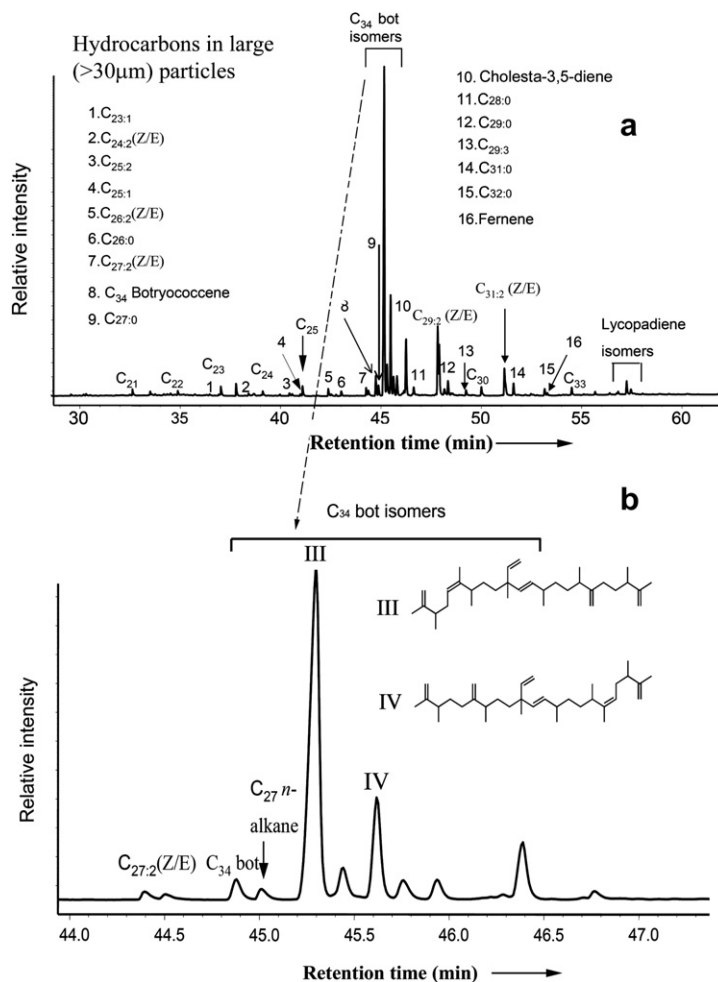 C34 bot
isomers
Hydrocarbons in large
(>30μm) particles
a
1.C23:1
2.C24:2(Z/E)
3.C25:2
4.C25:1
5.C26:2(Z/E)
6.C26:0
7.C27:2(Z/E)
8. C34 Botryococcene
9. C27:0
10. Cholesta-3,5-diene
11.C28:0
12. C29:0
13.C29:3
14.C31:0
15.C32:0
16.Fernene
Relative intensity
C21
C22
C23
1
2
C24
3
4
C25
5
6
7
8
9
10
11
C29:2 (Z/E)
12
13
C30
C31:2 (Z/E)
14
15
16
C33
Lycopadiene
isomers
30 35 40 45 50 55 60
Retention time (min)
b
C34 bot isomers
III
III
IV
IV
Relative intensity
C27 n-
alkane
C27:2(Z/E) C34 bot
44.0 44.5 45.0 45.5 46.0 46.5 47.0
Retention time (min)